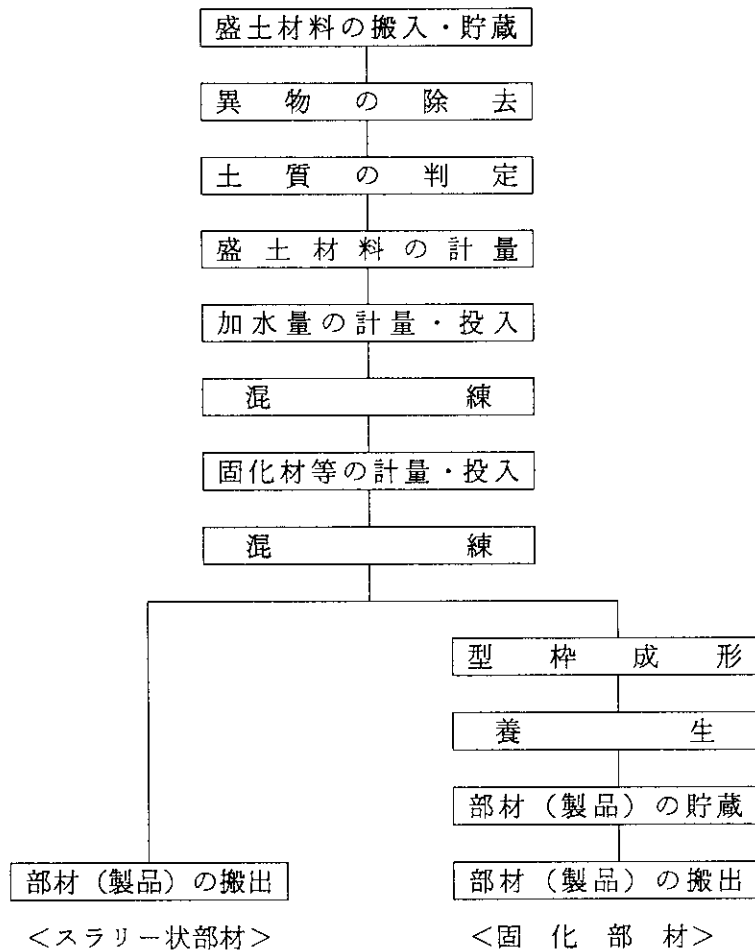 盛土材料の搬入・貯蔵
異物の除去
土質の判定
盛土材料の計量
加水量の計量・投入
混練
固化材等の計量・投入
混練
型枠成形
養生
部材（製品）の貯蔵
部材（製品）の搬出
部材（製品）の搬出
＜スラリー状部材＞
＜固化部材＞